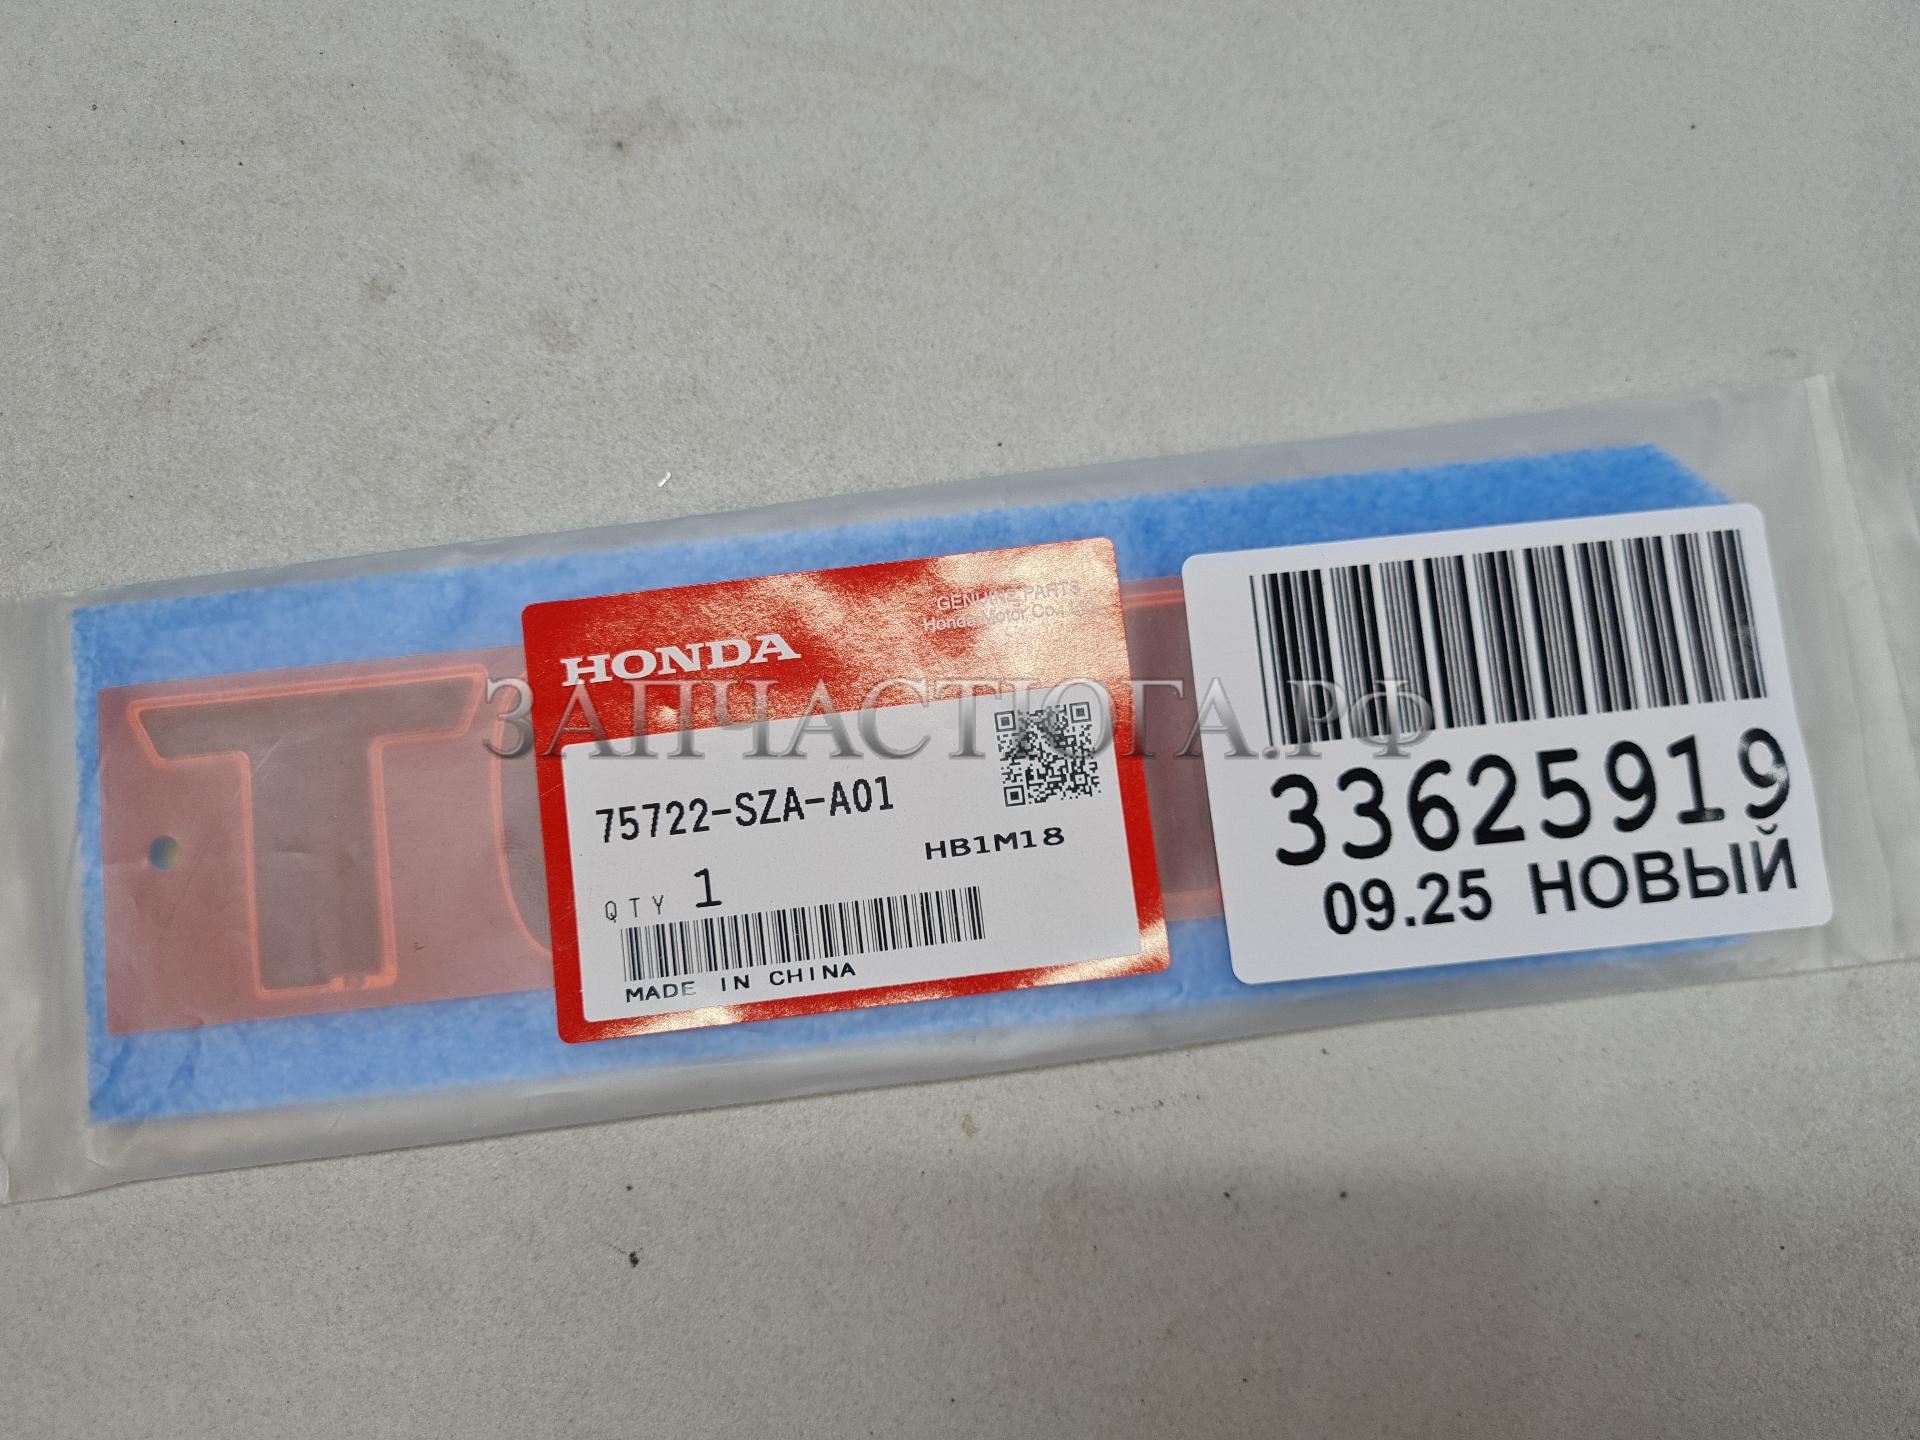 GENUINE PARTS
Honda Motor Co., Ltd.
HONDA
ЗАПЧАСТЮГА.РФ
75722-SZA-A01
HB1M18
QTY 1
MADE IN CHINA
33625919
09.25 НОВЫЙ
T